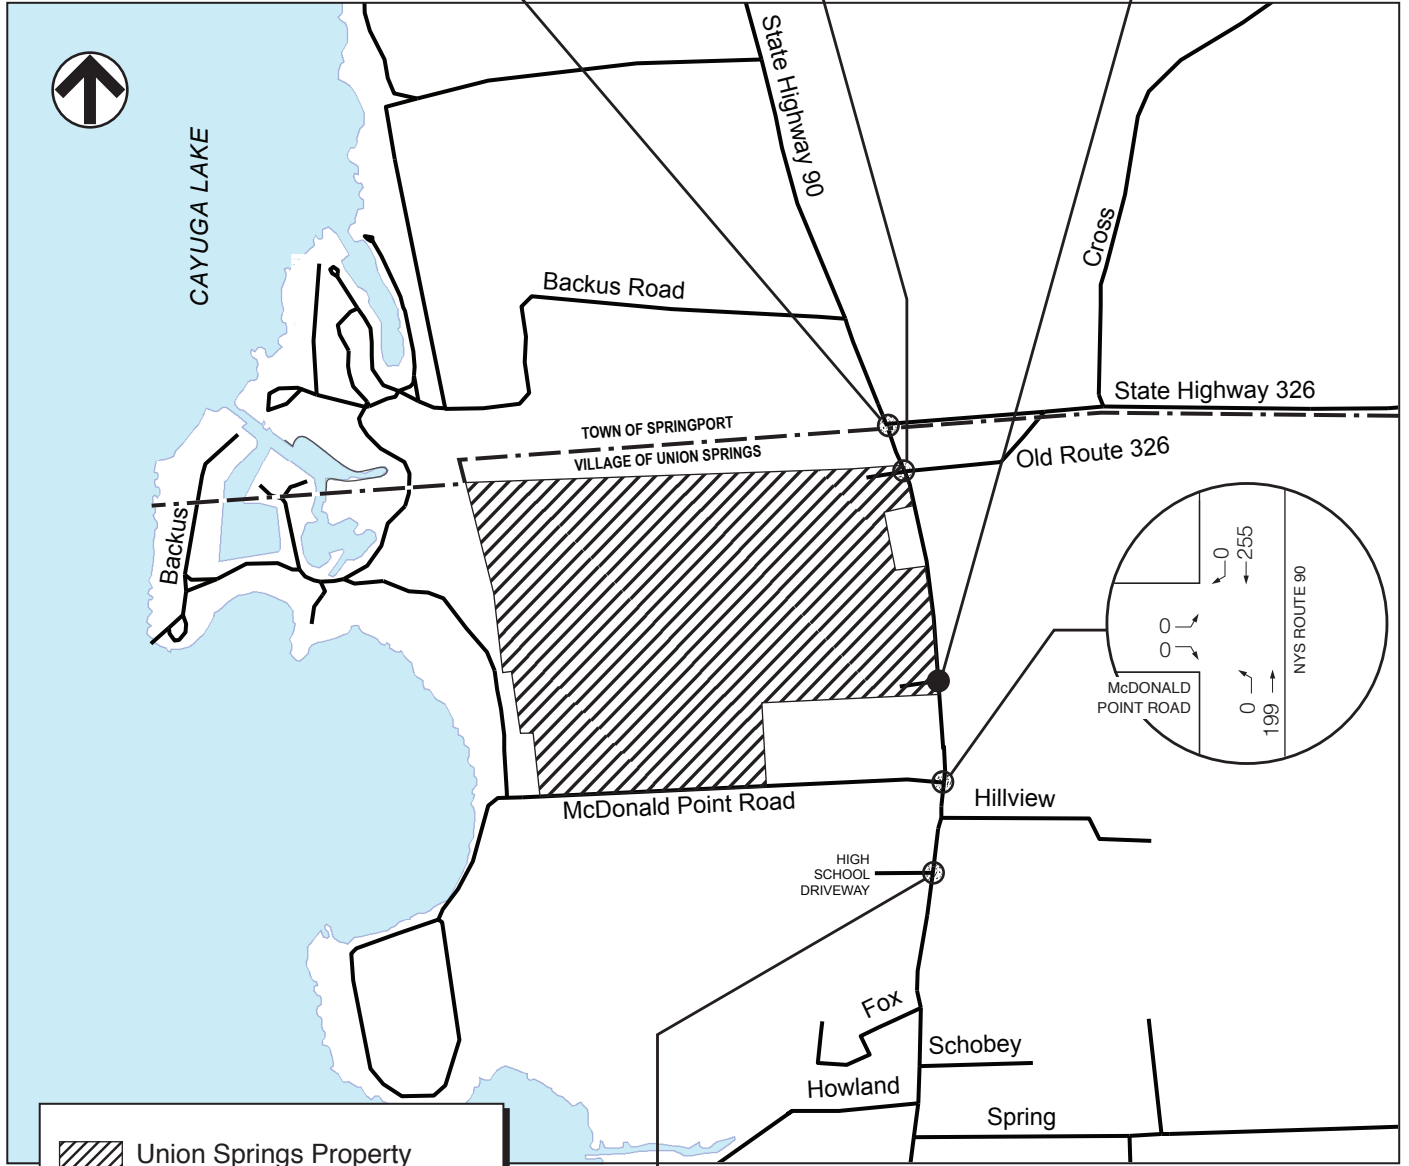 State Highway 90
CAYUGA LAKE
Cross
Backus Road
State Highway 326
TOWN OF SPRINGPORT
VILLAGE OF UNION SPRINGS
Old Route 326
Backus
0
255
0
0
NYS ROUTE 90
McDONALD
POINT ROAD
0
199
McDonald Point Road
Hillview
HIGH
SCHOOL
DRIVEWAY
Fox
Schobey
Howland
Spring
Union Springs Property